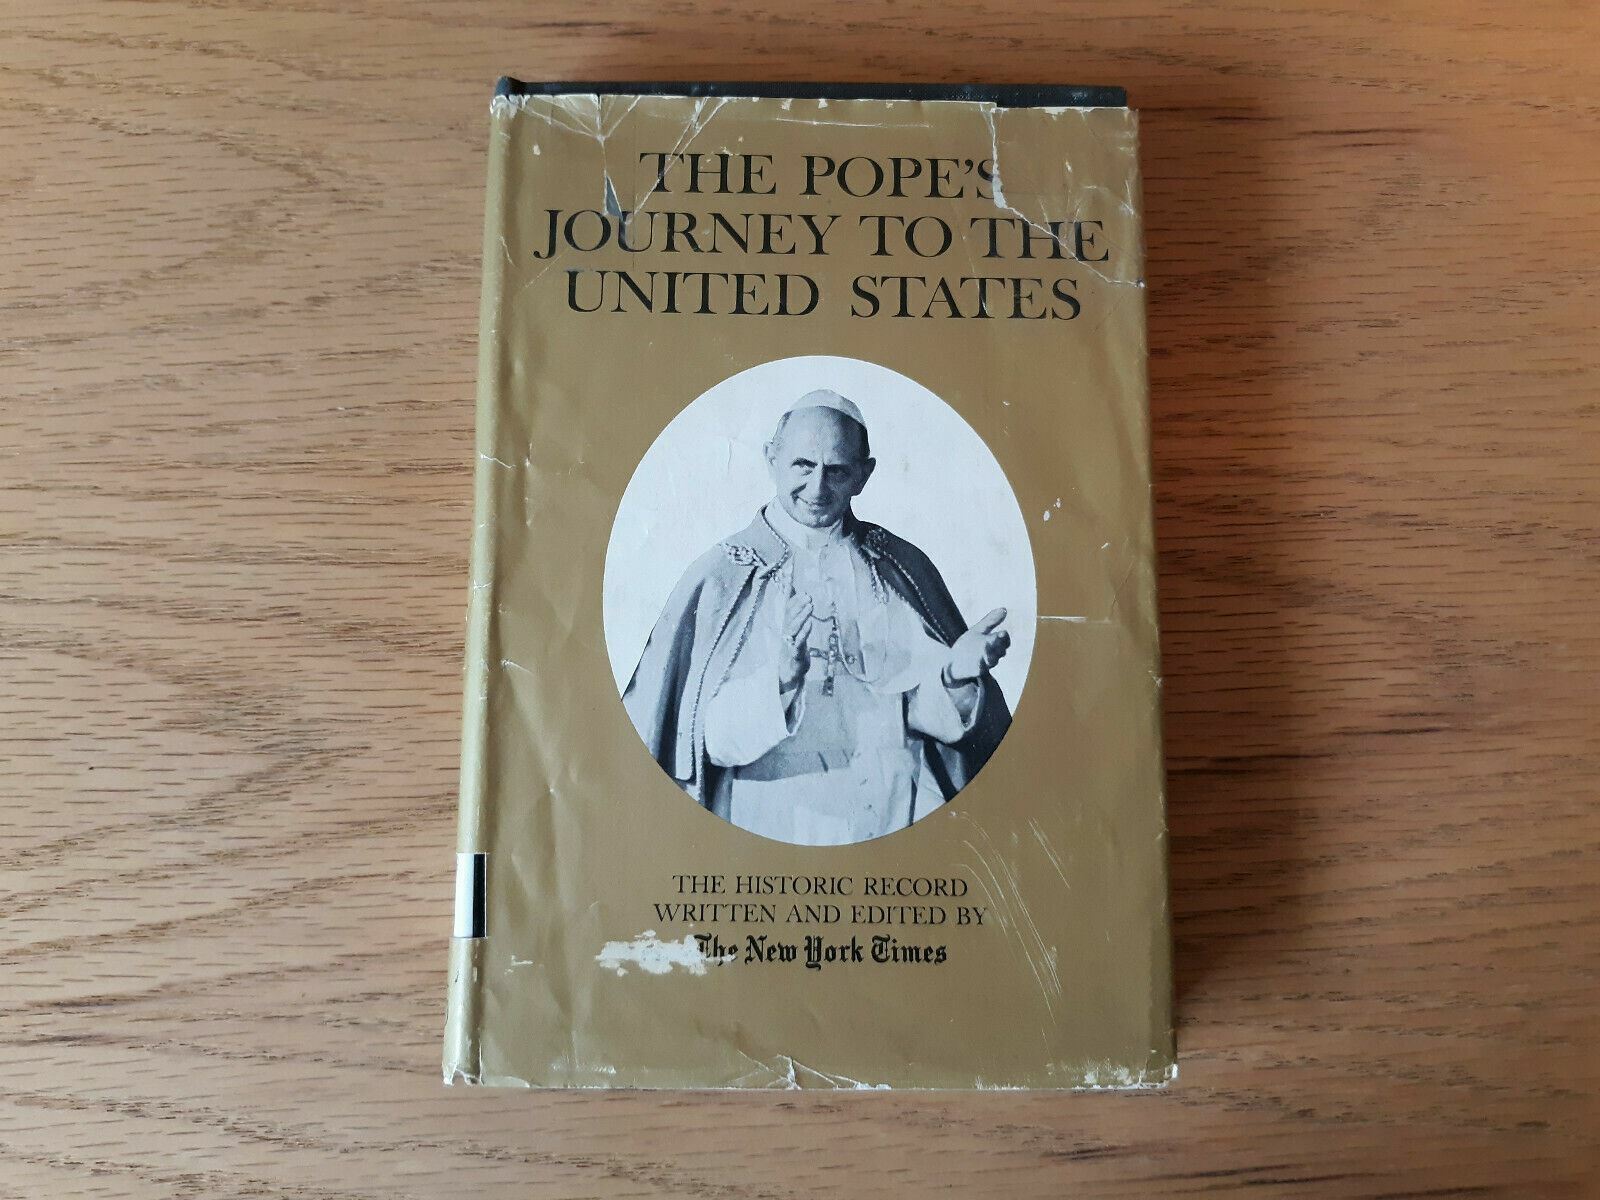 THE POPE'S
JOURNEY TO THE
UNITED STATES
THE HISTORIC RECORD
WRITTEN AND EDITED BY
The New York Times